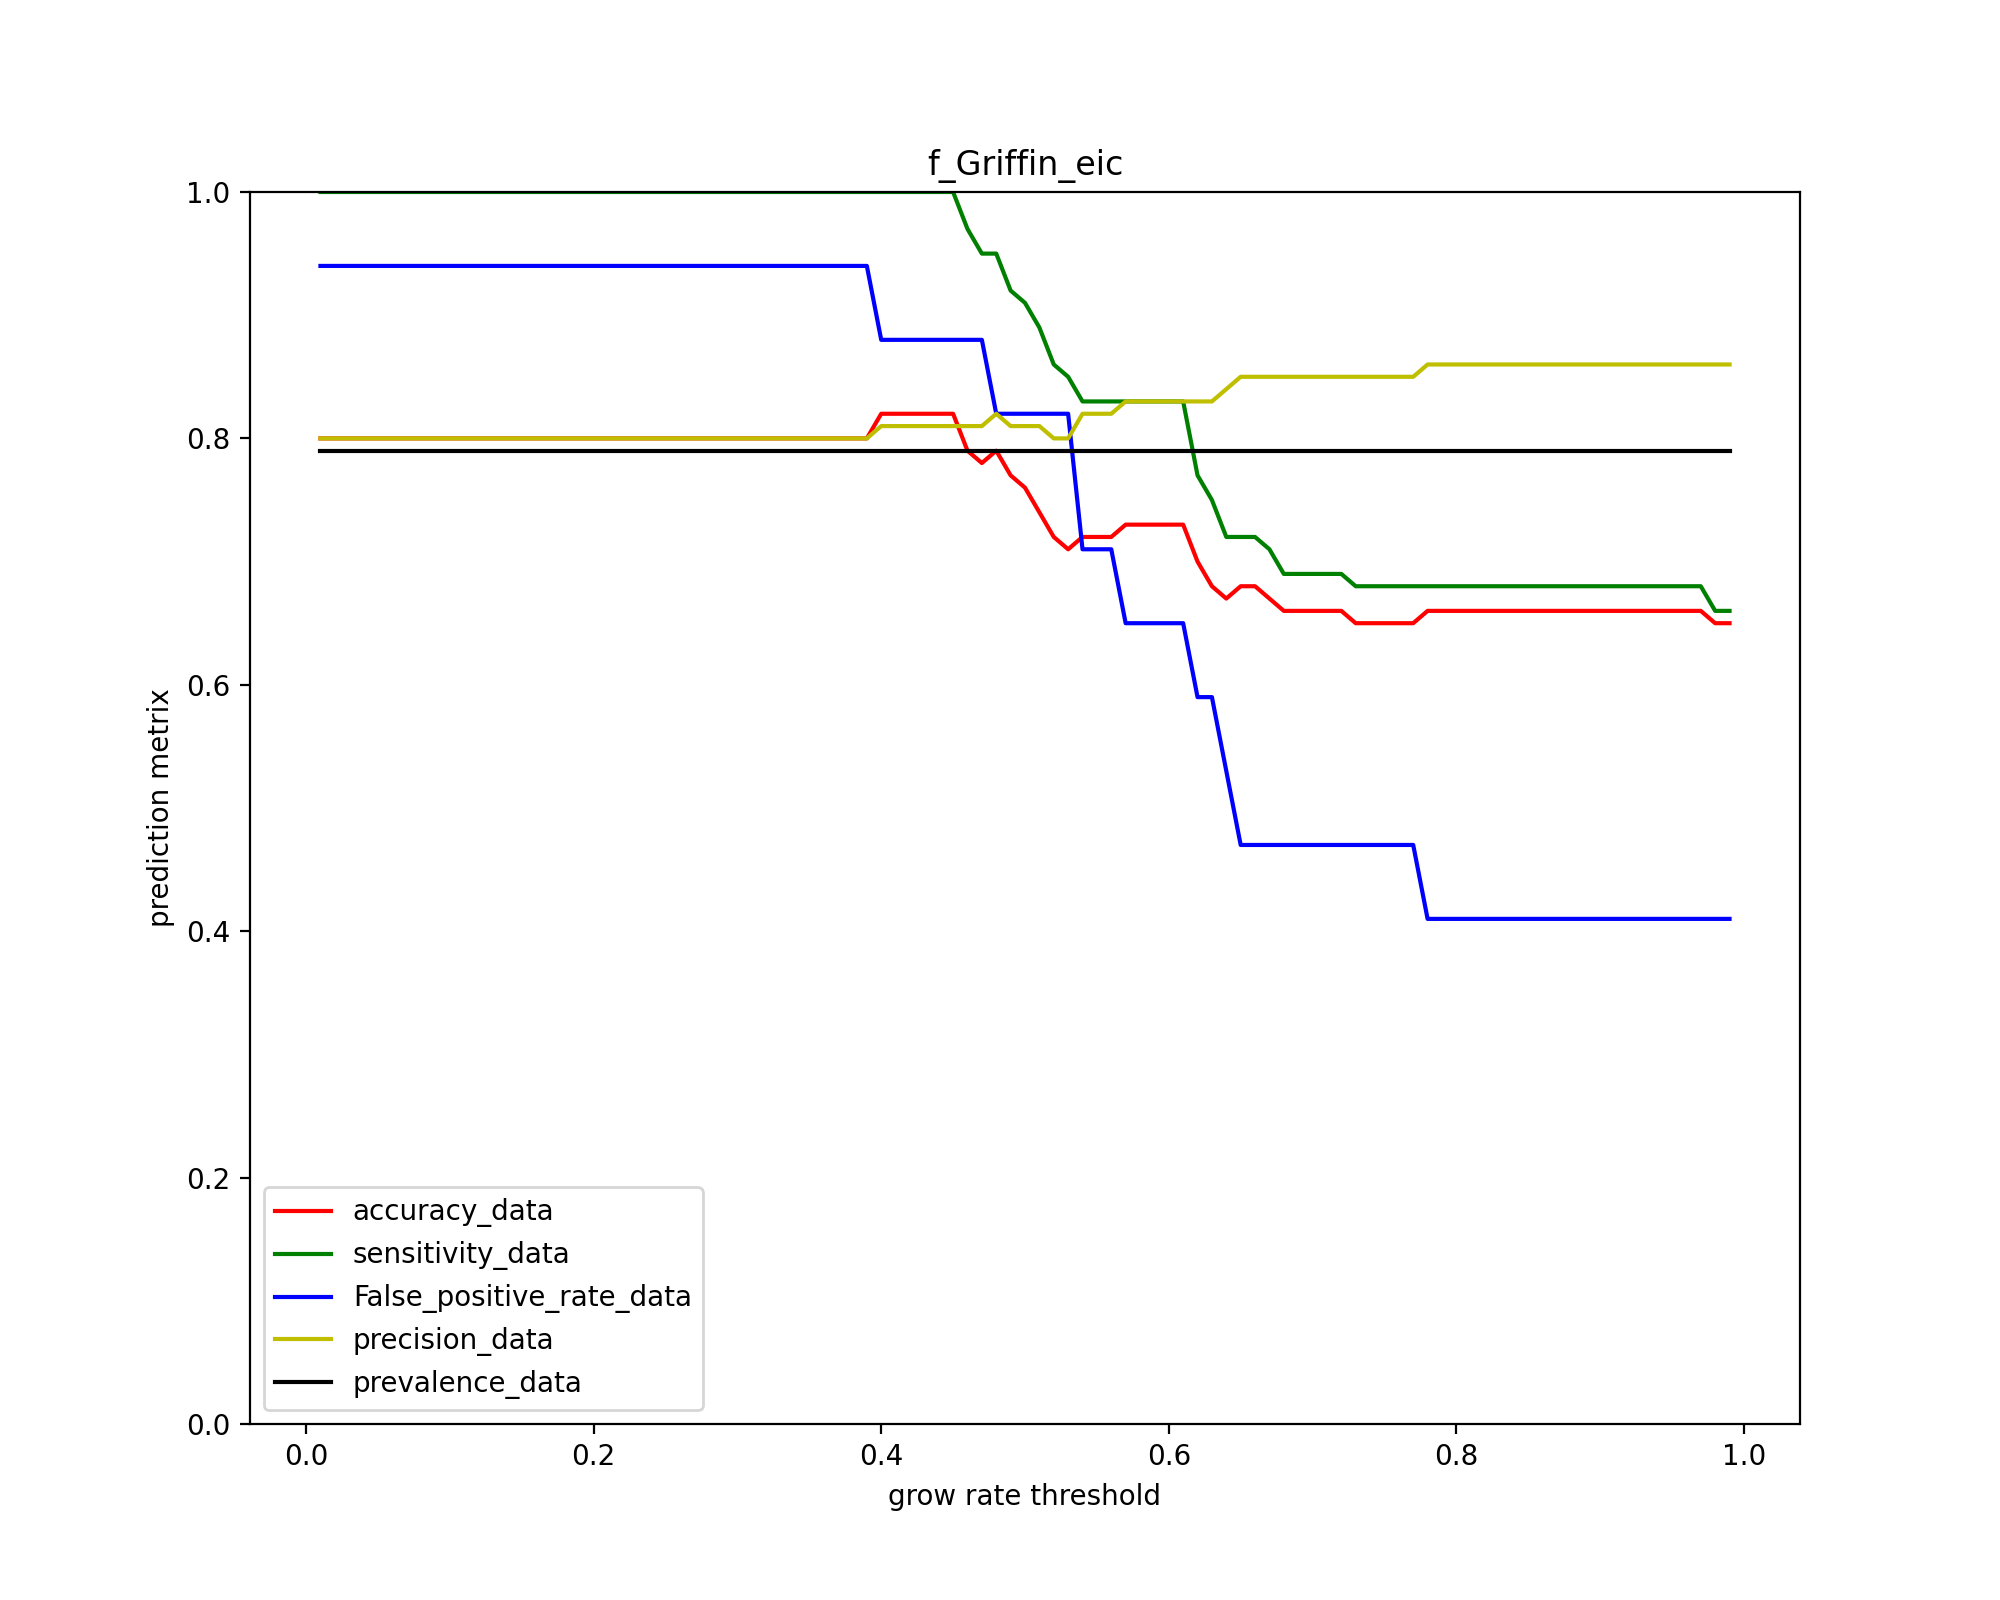 f_Griffin_eic
1.0
0.8
0.6
0.4
0.2
0.0
prediction metrix
accuracy_data
sensitivity_data
False_positive_rate_data
precision_data
prevalence_data
0.0 0.2 0.4 0.6 0.8 1.0
grow rate threshold